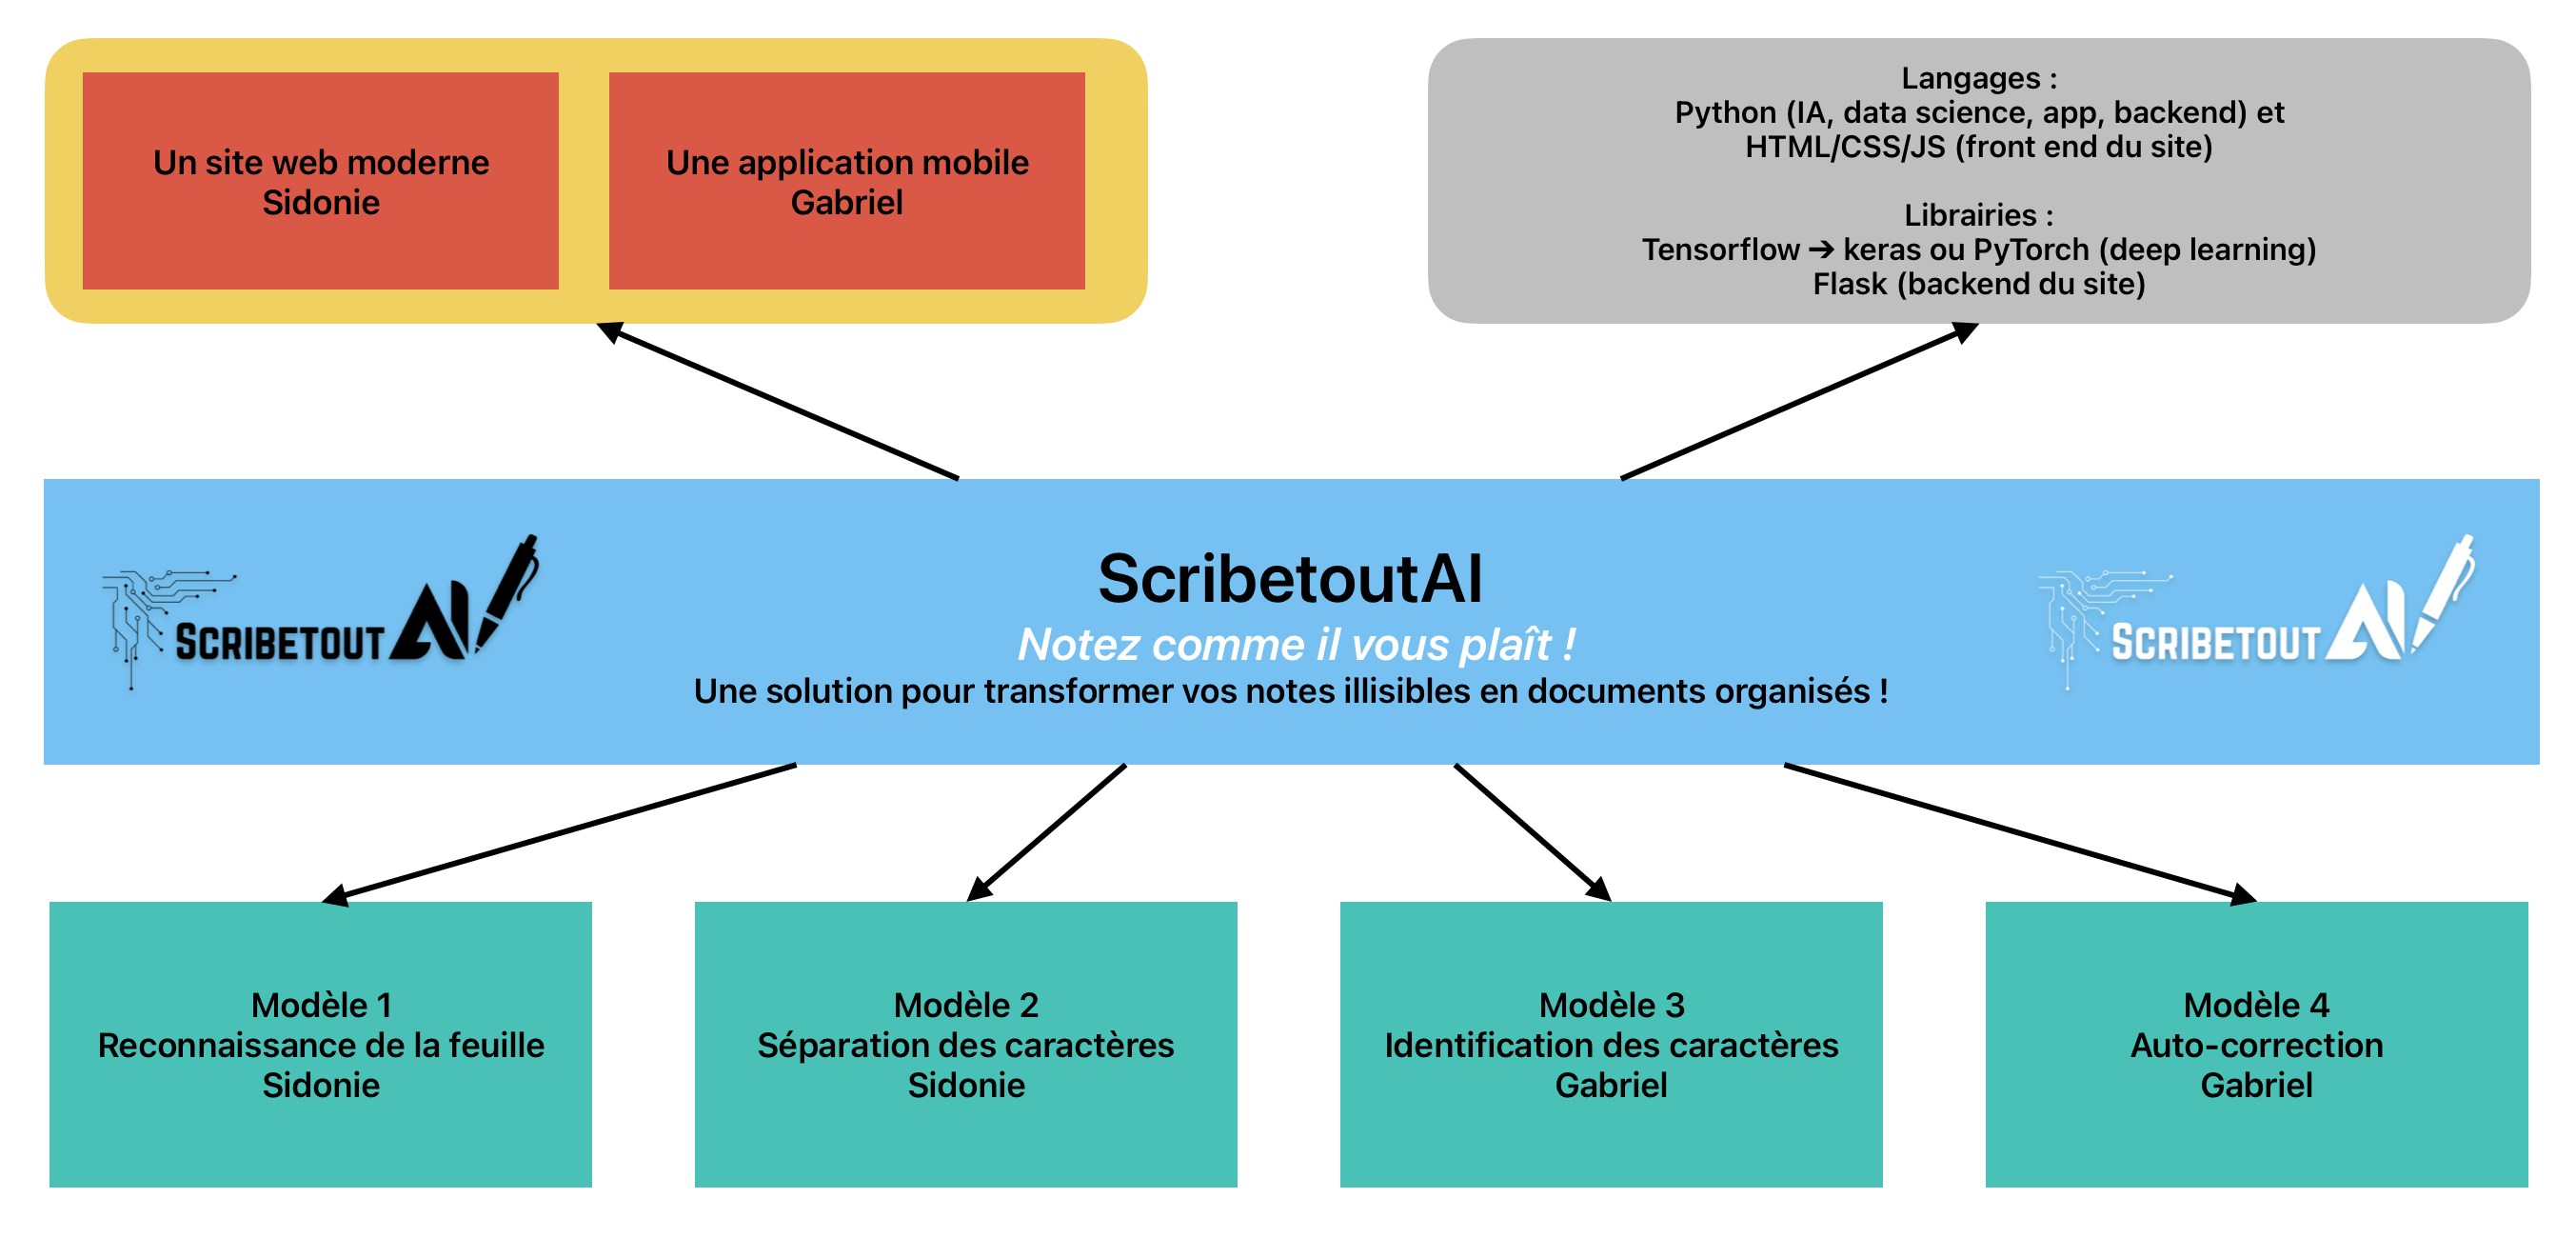 Un site web moderne
Sidonie
Une application mobile
Gabriel
Langages :
Python (IA, data science, app, backend) et
HTML/CSS/JS (front end du site)
Librairies :
Tensorflow ➔ keras ou PyTorch (deep learning)
Flask (backend du site)
SCRIBETOUT AI
ScribetoutAI
Notez comme il vous plaît !
Une solution pour transformer vos notes illisibles en documents organisés !
SCRIBETOUT AI
Modèle 1
Reconnaissance de la feuille
Sidonie
Modèle 2
Séparation des caractères
Sidonie
Modèle 3
Identification des caractères
Gabriel
Modèle 4
Auto-correction
Gabriel